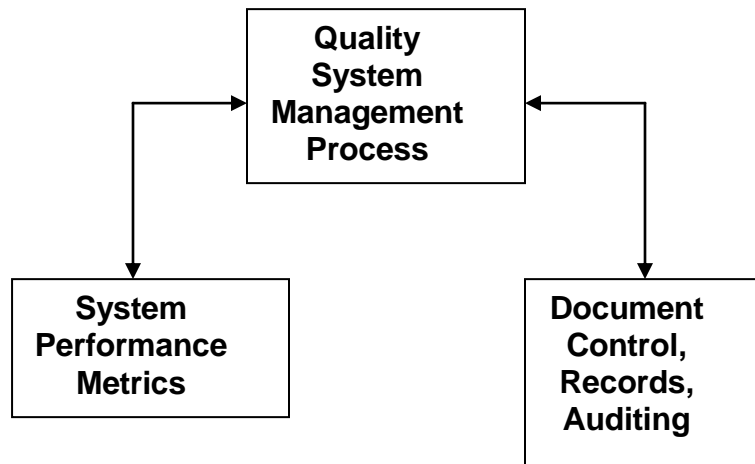 Quality
System
Management
Process
System
Performance
Metrics
Document
Control,
Records,
Auditing